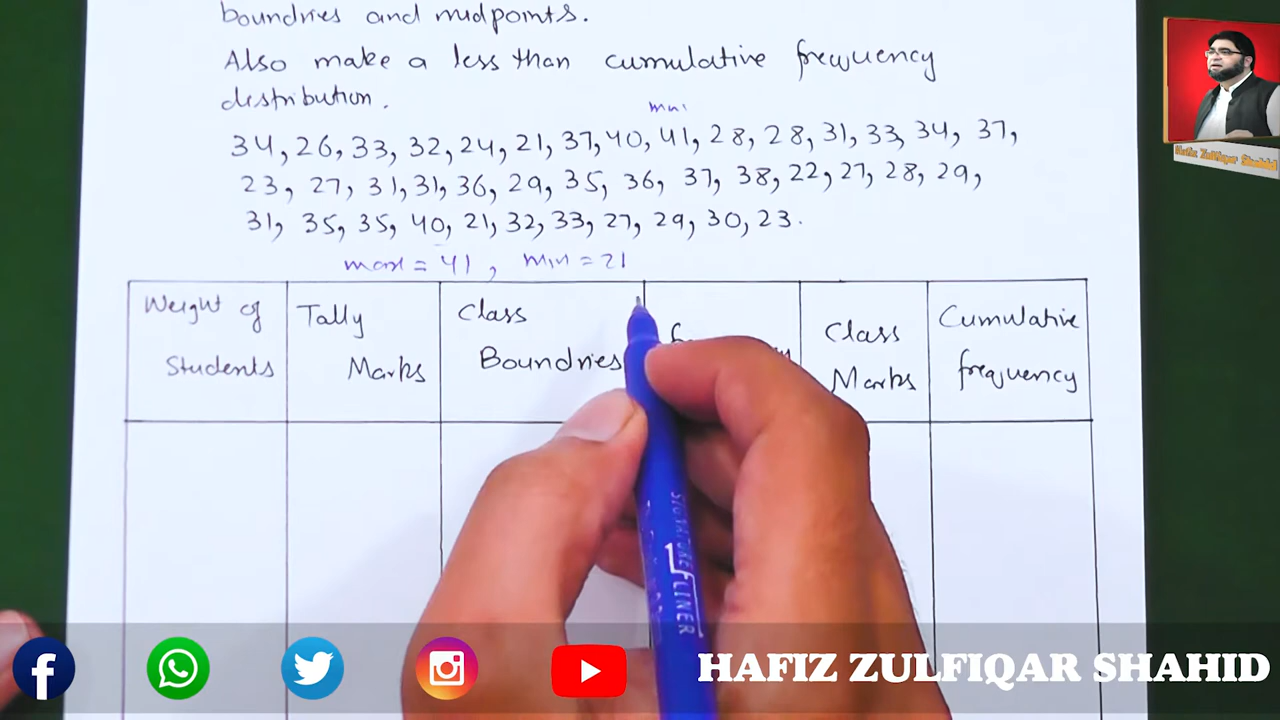 boundries and midpoints.
Also make a less than cumulative frequency
distribution.
34, 26, 33, 32, 24, 21, 37, 40, 41, 28, 28, 31, 33, 34, 37,
23, 27, 31, 31, 36, 29, 35, 36, 37, 38, 22, 27, 28, 29,
31, 35, 35, 40, 21, 32, 33, 27, 29, 30, 23.
max = 41, min = 21
Weight of
Students
Tally
Marks
Class
Boundries
Class
Marks
Cumulative
frequency
SIGNATURE
FLINER
Hafiz Zulfiqar Shahid
HAFIZ ZULFIQAR SHAHID